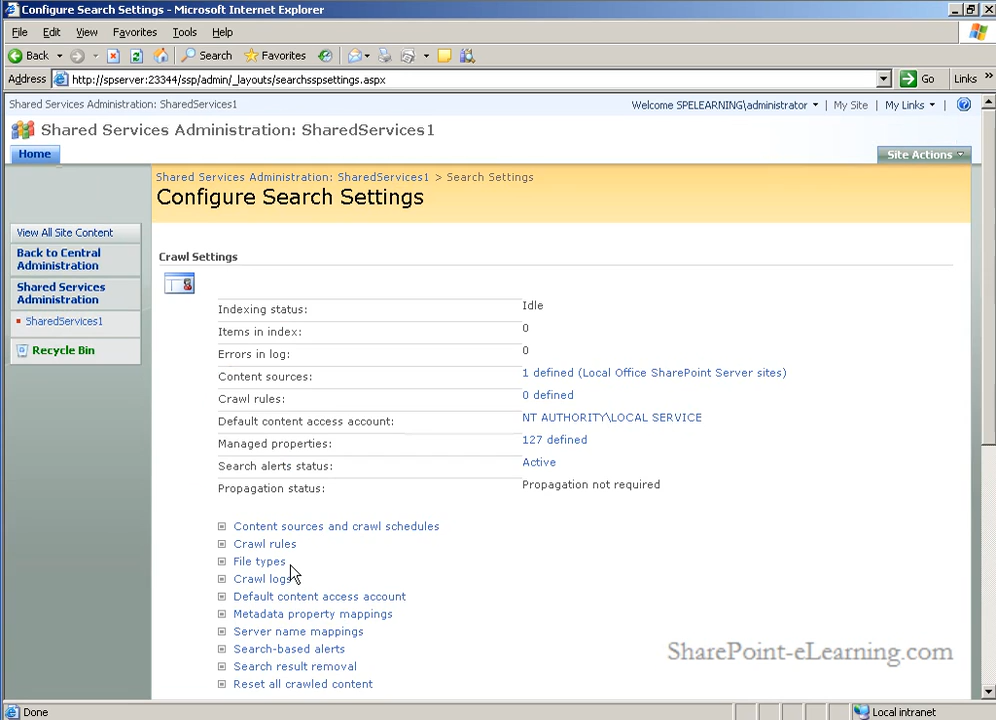 Configure Search Settings - Microsoft Internet Explorer
File Edit View Favorites Tools Help
Back Search Favorites
Address http://spserver:23344/ssp/admin/_layouts/searchsspsettings.aspx Go Links »
Shared Services Administration: SharedServices1 Welcome SPELEARNING\administrator | My Site | My Links |
Shared Services Administration: SharedServices1
Home Site Actions
Shared Services Administration: SharedServices1 > Search Settings
Configure Search Settings
View All Site Content
Back to Central
Administration
Shared Services
Administration
SharedServices1
Recycle Bin
Crawl Settings
Indexing status: Idle
Items in index: 0
Errors in log: 0
Content sources: 1 defined (Local Office SharePoint Server sites)
Crawl rules: 0 defined
Default content access account: NT AUTHORITY\LOCAL SERVICE
Managed properties: 127 defined
Search alerts status: Active
Propagation status: Propagation not required
Content sources and crawl schedules
Crawl rules
File types
Crawl logs
Default content access account
Metadata property mappings
Server name mappings
Search-based alerts
Search result removal
Reset all crawled content
SharePoint-eLearning.com
Done Local intranet